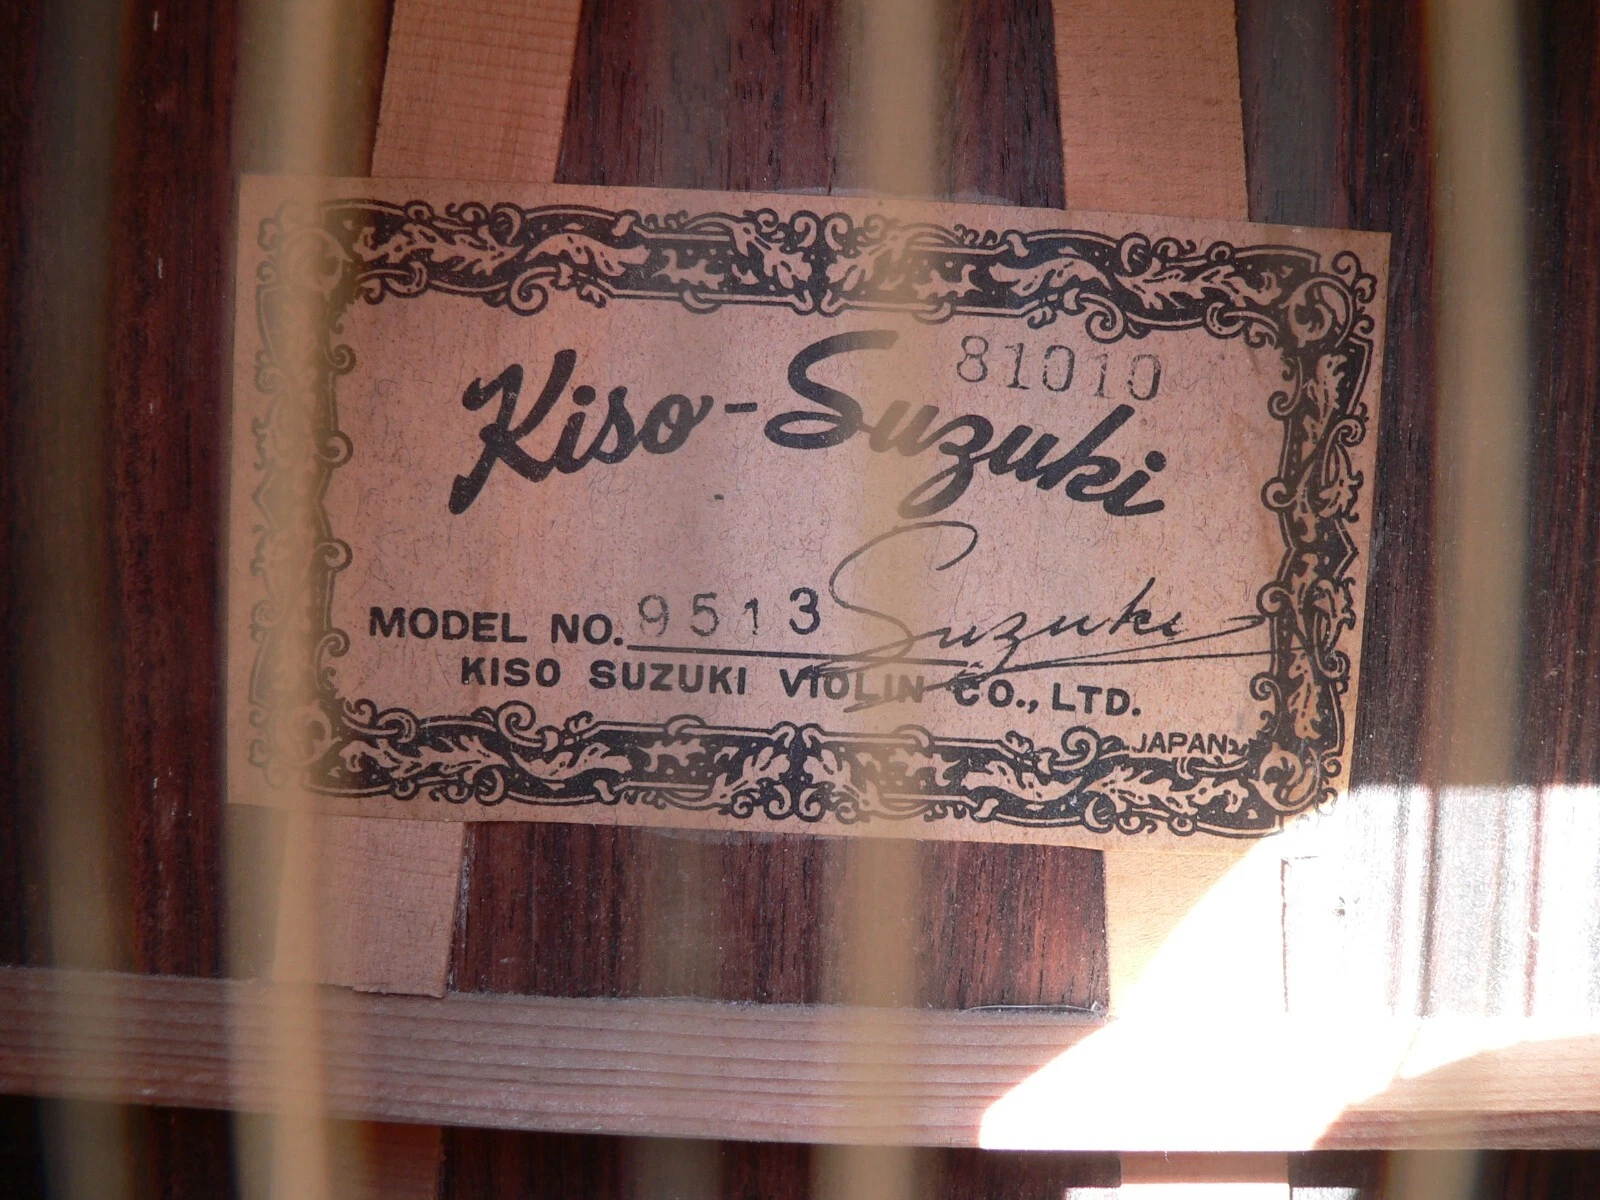 81010
Kiso-Suzuki
Suzuki
MODEL NO. 9513
KISO SUZUKI VIOLIN CO., LTD.
JAPAN